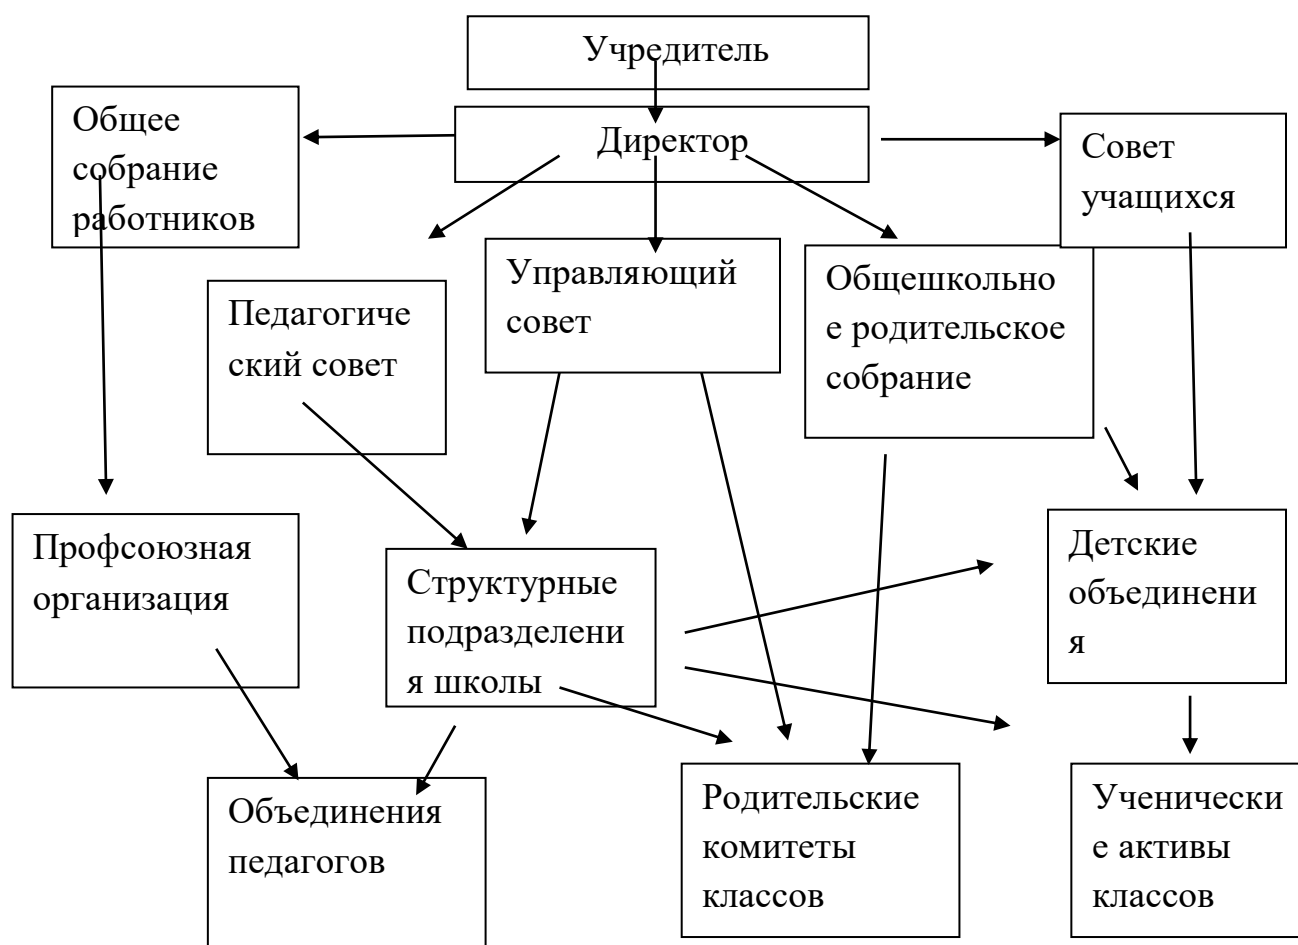 Учредитель
Общее
собрание
работников
Директор
Совет
учащихся
Педагогиче
ский совет
Управляющий
совет
Общешкольно
е родительское
собрание
Профсоюзная
организация
Структурные
подразделени
я школы
Детские
объединени
я
Объединения
педагогов
Родительские
комитеты
классов
Ученически
е активы
классов